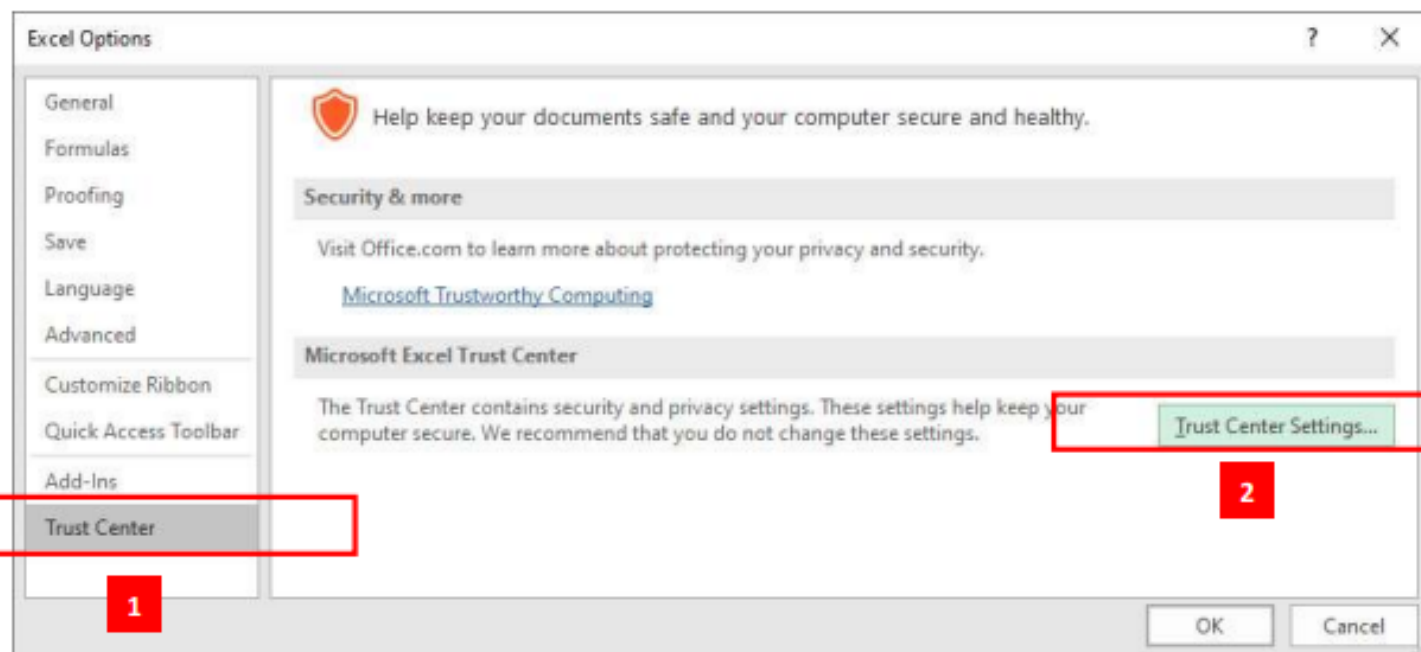 Excel Options
?
General
Formulas
Proofing
Save
Language
Advanced
Customize Ribbon
Quick Access Toolbar
Add-Ins
Trust Center
1
Help keep your documents safe and your computer secure and healthy.
Security & more
Visit Office.com to learn more about protecting your privacy and security.
Microsoft Trustworthy Computing
Microsoft Excel Trust Center
The Trust Center contains security and privacy settings. These settings help keep your
computer secure. We recommend that you do not change these settings.
Trust Center Settings...
2
OK
Cancel